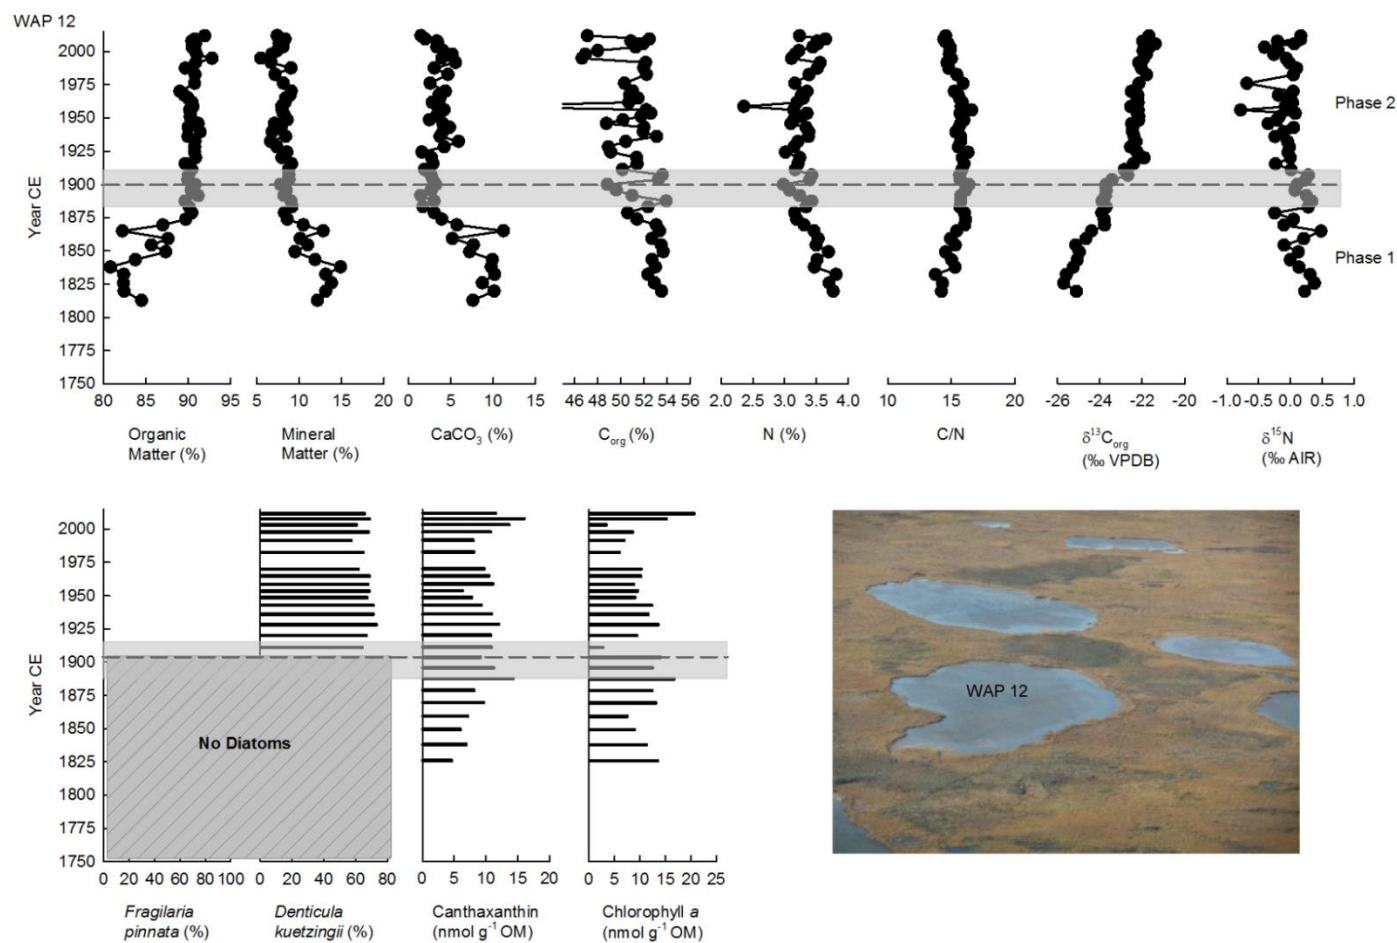 WAP 12
2000
1975
1950
1925
1900
1875
1850
1825
1800
1775
1750
Year CE
Phase 2
Phase 1
80 85 90 95 5 10 15 20 0 5 10 15 46 48 50 52 54 56 2.0 2.5 3.0 3.5 4.0 10 15 20 -26 -24 -22 -20 -1.0 -0.5 0.0 0.5 1.0
Organic
Matter (%)
Mineral
Matter (%)
CaCO₃ (%)
C_org (%)
N (%)
C/N
δ¹³C_org
(‰ VPDB)
δ¹⁵N
(‰ AIR)
2000
1975
1950
1925
1900
1875
1850
1825
1800
1775
1750
Year CE
No Diatoms
WAP 12
0 20 40 60 80 100 0 20 40 60 80 0 5 10 15 20 0 5 10 15 20 25
Fragilaria
pinnata (%)
Denticula
kuetzingii (%)
Canthaxanthin
(nmol g⁻¹ OM)
Chlorophyll a
(nmol g⁻¹ OM)